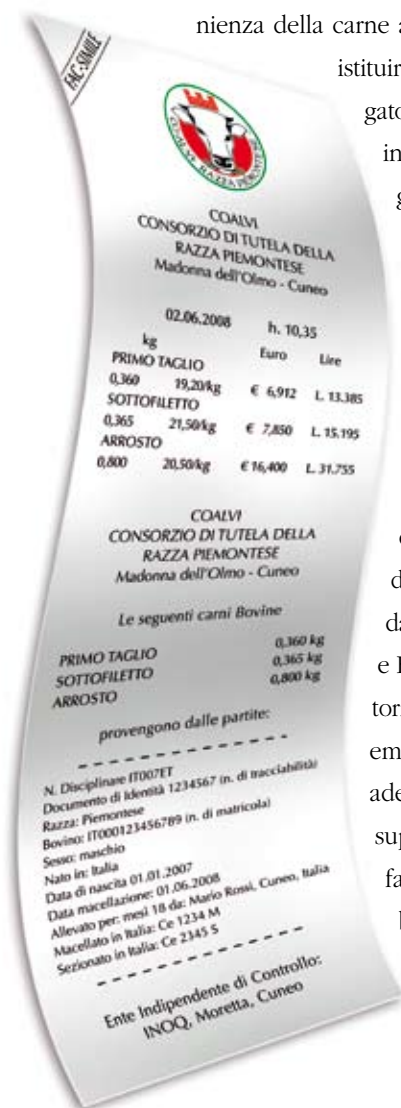 nienza della carne a
istituir
gato
in
g
FAC-SIMILE
RAZZA PIEMONTESE
COALVI
CONSORZIO DI TUTELA DELLA
RAZZA PIEMONTESE
Madonna dell'Olmo - Cuneo
02.06.2008 h. 10,35
kg Euro Lire
PRIMO TAGLIO
0,360 19,20/kg € 6,912 L. 13.385
SOTTOFILETTO
0,365 21,50/kg € 7,850 L. 15.195
ARROSTO
0,800 20,50/kg € 16,400 L. 31.755
COALVI
CONSORZIO DI TUTELA DELLA
RAZZA PIEMONTESE
Madonna dell'Olmo - Cuneo
Le seguenti carni Bovine
PRIMO TAGLIO 0,360 kg
SOTTOFILETTO 0,365 kg
ARROSTO 0,800 kg
provengono dalle partite:
N. Disciplinare IT007ET
Documento di Identità 1234567 (n. di tracciabilità)
Razza: Piemontese
Bovino: IT000123456789 (n. di matricola)
Sesso: maschio
Nato in: Italia
Data di nascita 01.01.2007
Data macellazione: 01.06.2008
Allevato per: mesi 18 da: Mario Rossi, Cuneo, Italia
Macellato in Italia: Ce 1234 M
Sezionato in Italia: Ce 2345 S
Ente Indipendente di Controllo:
INOQ, Moretta, Cuneo
d
da
e
tor
em
ade
sup
fa
b